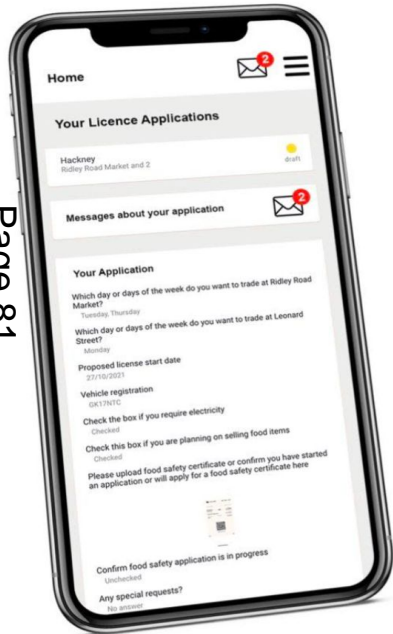 Page 81
Home
2
Your Licence Applications
Hackney
Ridley Road Market and 2
draft
Messages about your application
2
Your Application
Which day or days of the week do you want to trade at Ridley Road
Market?
Tuesday, Thursday
Which day or days of the week do you want to trade at Leonard
Street?
Monday
Proposed license start date
27/10/2021
Vehicle registration
GK17NTC
Check the box if you require electricity
Checked
Check this box if you are planning on selling food items
Checked
Please upload food safety certificate or confirm you have started
an application or will apply for a food safety certificate here
Confirm food safety application is in progress
Unchecked
Any special requests?
No answer